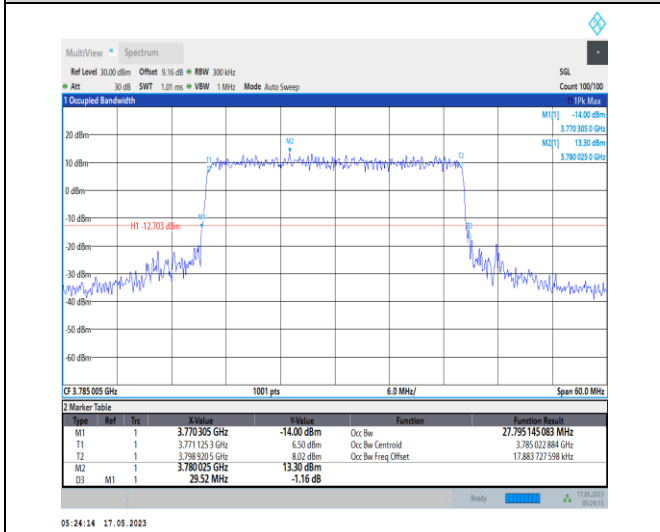 MultiView Spectrum
Ref Level 30.00 dBm Offset 9.16 dB RBW 300 kHz SGL
Att 30 dB SWT 1.01 ms VBW 1 MHz Mode Auto Sweep Count 100/100
1 Occupied Bandwidth 1Pk Max
M1[1] -14.00 dBm
3.770 305 0 GHz
M2[1] 13.30 dBm
3.780 025 0 GHz
20 dBm
M2
T1
T2
10 dBm
0 dBm
-10 dBm
M1
D3
H1 -12.703 dBm
-20 dBm
-30 dBm
-40 dBm
-50 dBm
-60 dBm
CF 3.785 005 GHz 1001 pts 6.0 MHz/ Span 60.0 MHz
2 Marker Table
Type Ref Trc X-Value Y-Value Function Function Result
M1 1 3.770 305 GHz -14.00 dBm Occ Bw 27.795 145 083 MHz
T1 1 3.771 125 3 GHz 6.50 dBm Occ Bw Centroid 3.785 022 884 GHz
T2 1 3.798 920 5 GHz 8.02 dBm Occ Bw Freq Offset 17.883 727 598 kHz
M2 1 3.780 025 GHz 13.30 dBm
D3 M1 1 29.52 MHz -1.16 dB
Ready 17.05.2023
05:24:13
05:24:14 17.05.2023